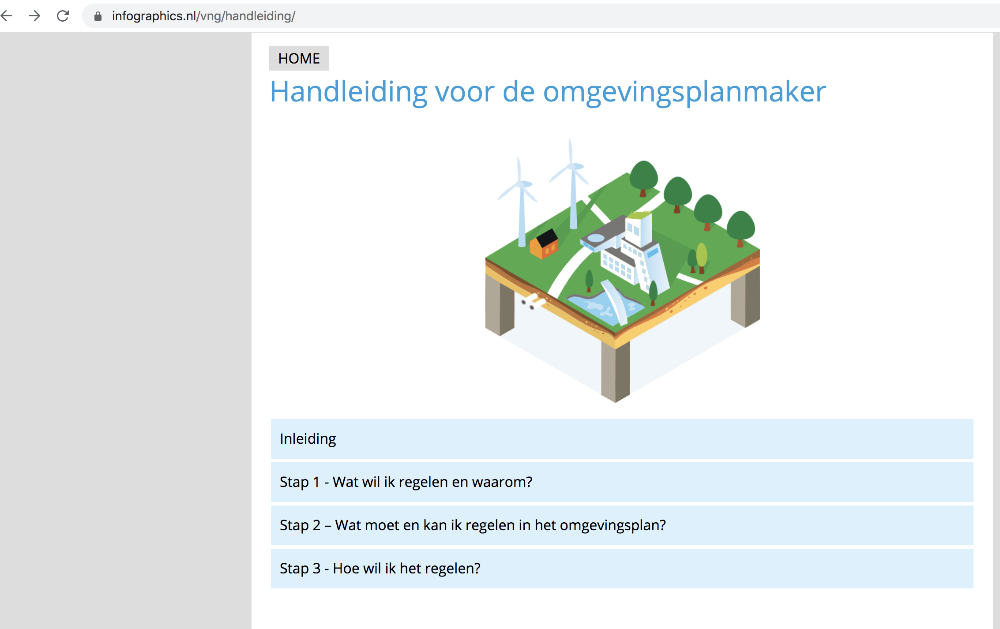 infographics.nl/vng/handleiding/
HOME
Handleiding voor de omgevingsplanmaker
Inleiding
Stap 1 - Wat wil ik regelen en waarom?
Stap 2 – Wat moet en kan ik regelen in het omgevingsplan?
Stap 3 - Hoe wil ik het regelen?